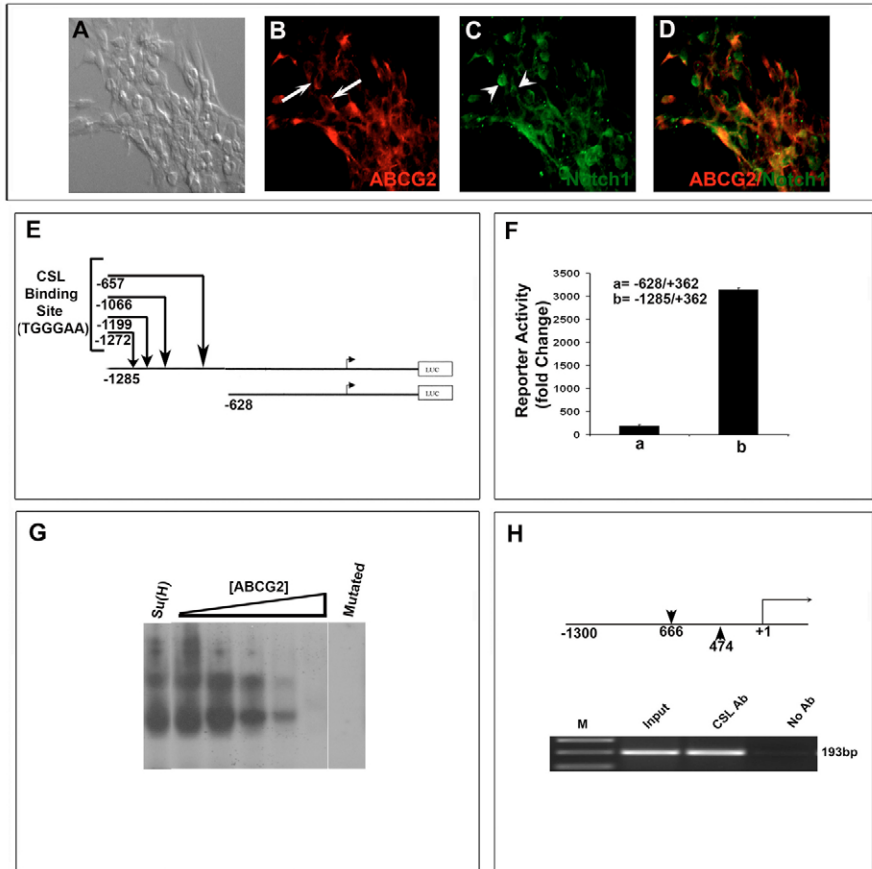 A
B
C
D
ABCG2
Notch1
ABCG2/Notch1
E
CSL
Binding
Site
(TGGGAA)
-657
-1066
-1199
-1272
-1285
LUC
-628
LUC
F
Reporter Activity
(fold Change)
3500
3000
2500
2000
1500
1000
500
0
a= -628/+362
b= -1285/+362
a
b
G
Su(H)
[ABCG2]
Mutated
H
-1300
666
474
+1
M
Input
CSL Ab
No Ab
193bp